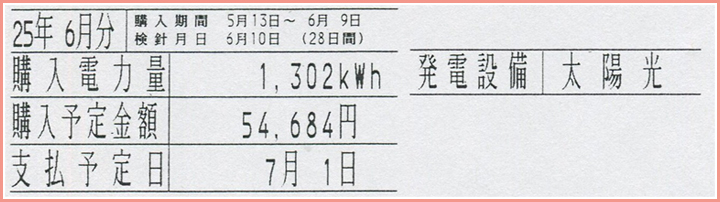 25年 6月分 購入期間 5月13日～ 6月 9日
検針月日 6月10日 (28日間)
購入電力量 1,302kWh 発電設備 太陽光
購入予定金額 54,684円
支払予定日 7月 1日